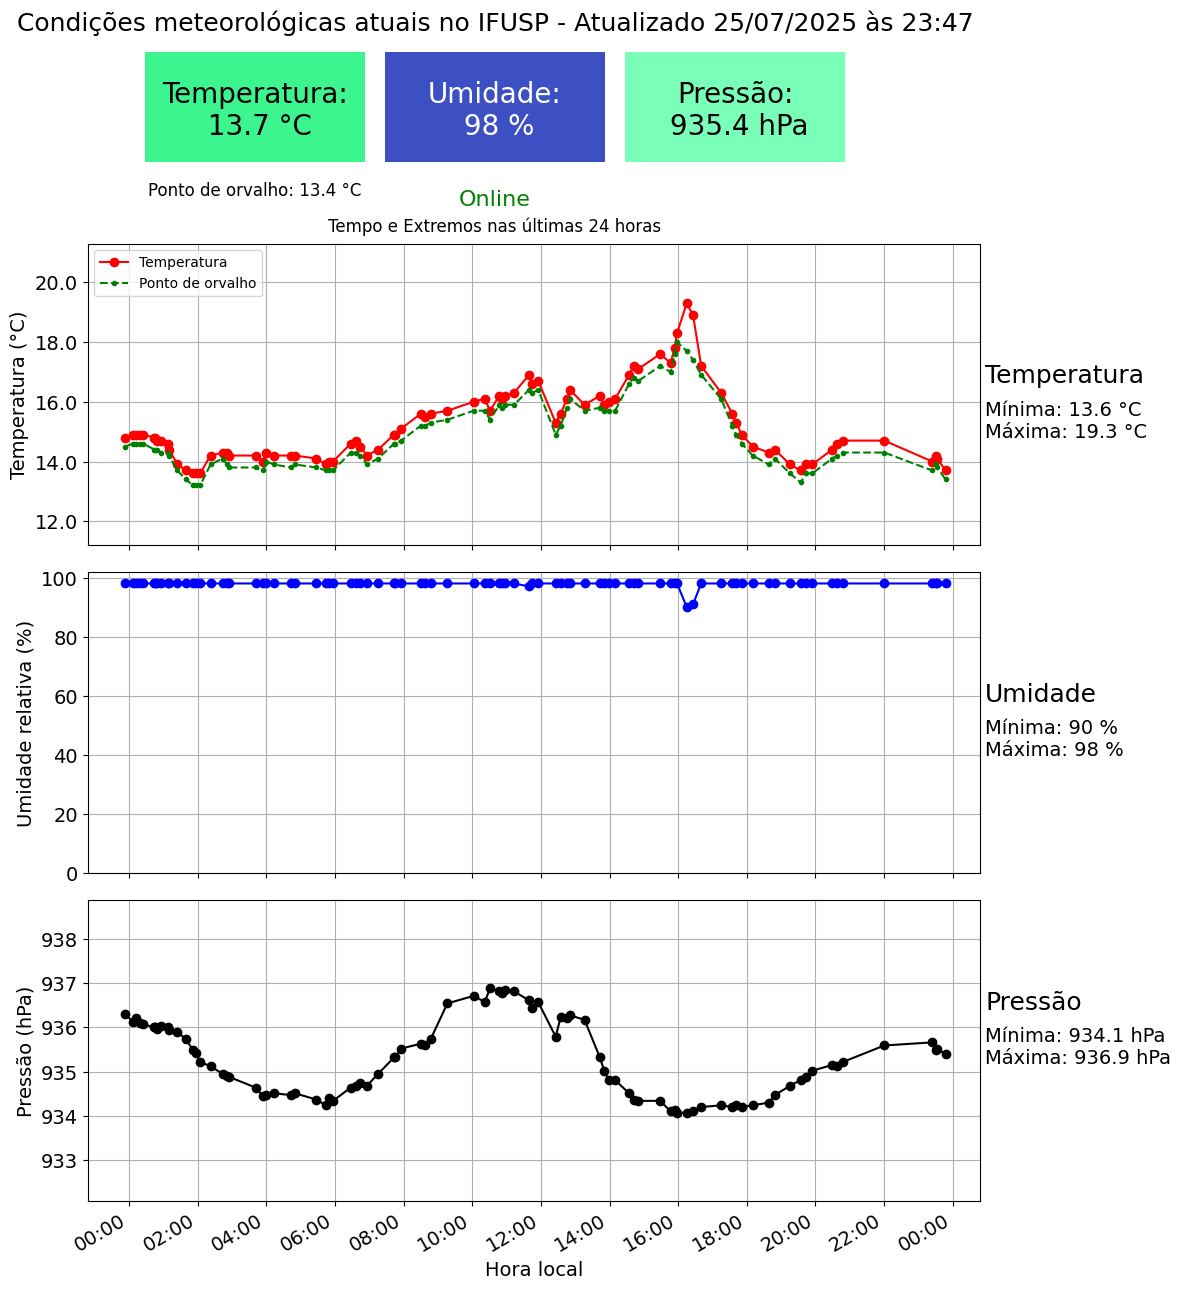 Condições meteorológicas atuais no IFUSP - Atualizado 25/07/2025 às 23:47
Temperatura:
13.7 °C
Umidade:
98 %
Pressão:
935.4 hPa
Ponto de orvalho: 13.4 °C
Online
Tempo e Extremos nas últimas 24 horas
Temperatura
Ponto de orvalho
Temperatura (°C)
20.0
18.0
16.0
14.0
12.0
Temperatura
Mínima: 13.6 °C
Máxima: 19.3 °C
Umidade relativa (%)
100
80
60
40
20
0
Umidade
Mínima: 90 %
Máxima: 98 %
Pressão (hPa)
938
937
936
935
934
933
Pressão
Mínima: 934.1 hPa
Máxima: 936.9 hPa
00:00 02:00 04:00 06:00 08:00 10:00 12:00 14:00 16:00 18:00 20:00 22:00 00:00
Hora local